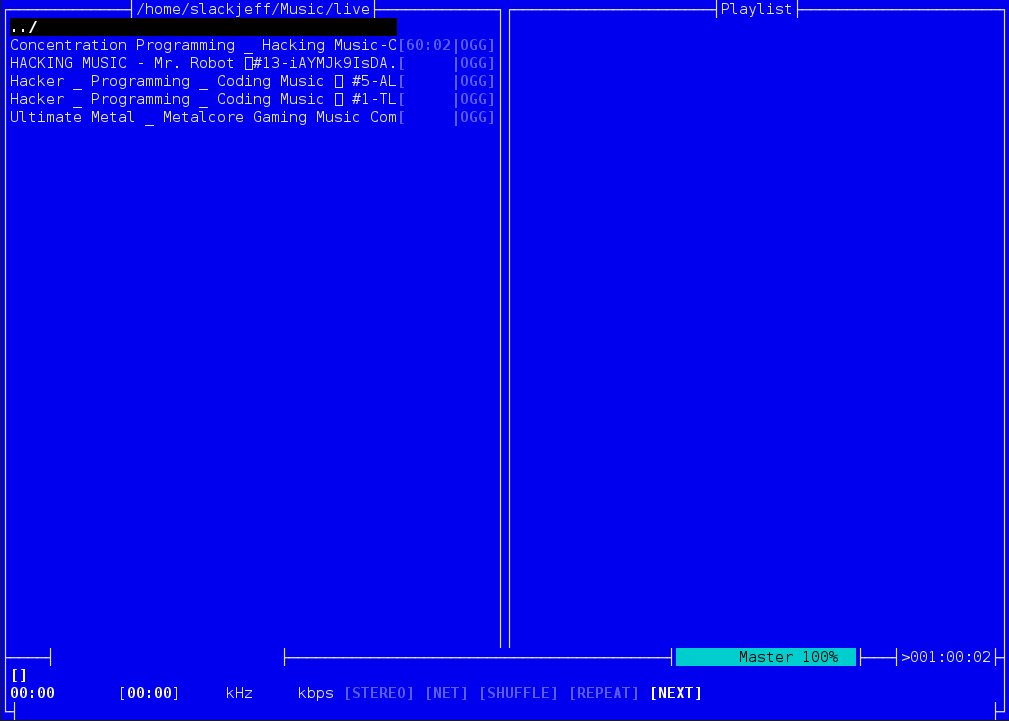 /home/slackjeff/Music/live
Playlist
../
Concentration Programming _ Hacking Music-C[60:02|OGG]
HACKING MUSIC - Mr. Robot ▯#13-iAYMJk9IsDA.[     |OGG]
Hacker _ Programming _ Coding Music ▯ #5-AL[     |OGG]
Hacker _ Programming _ Coding Music ▯ #1-TL[     |OGG]
Ultimate Metal _ Metalcore Gaming Music Com[     |OGG]
Master 100%
>001:00:02
[]
00:00 [00:00] kHz kbps [STEREO] [NET] [SHUFFLE] [REPEAT] [NEXT]